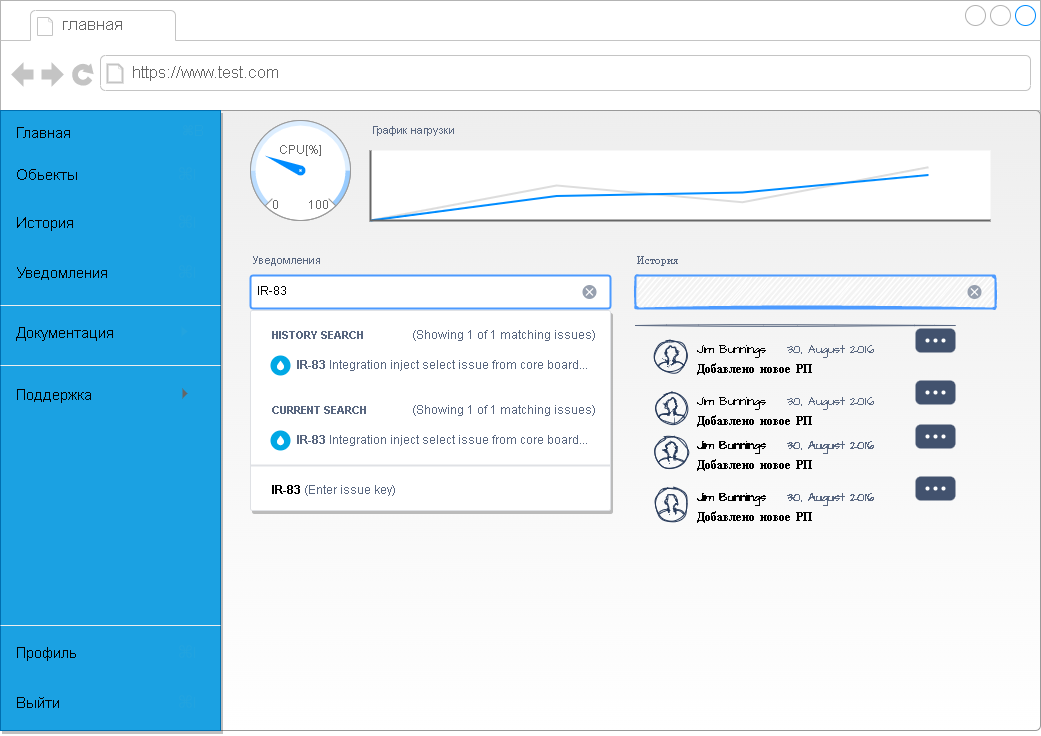 главная
https://www.test.com
Главная
Обьекты
История
Уведомления
Документация
Поддержка
Профиль
Выйти
CPU[%]
0 100
График нагрузки
Уведомления
IR-83
HISTORY SEARCH (Showing 1 of 1 matching issues)
IR-83 Integration inject select issue from core board...
CURRENT SEARCH (Showing 1 of 1 matching issues)
IR-83 Integration inject select issue from core board...
IR-83 (Enter issue key)
История
Jim Bunnings 30, August 2016
Добавлено новое РП
Jim Bunnings 30, August 2016
Добавлено новое РП
Jim Bunnings 30, August 2016
Добавлено новое РП
Jim Bunnings 30, August 2016
Добавлено новое РП